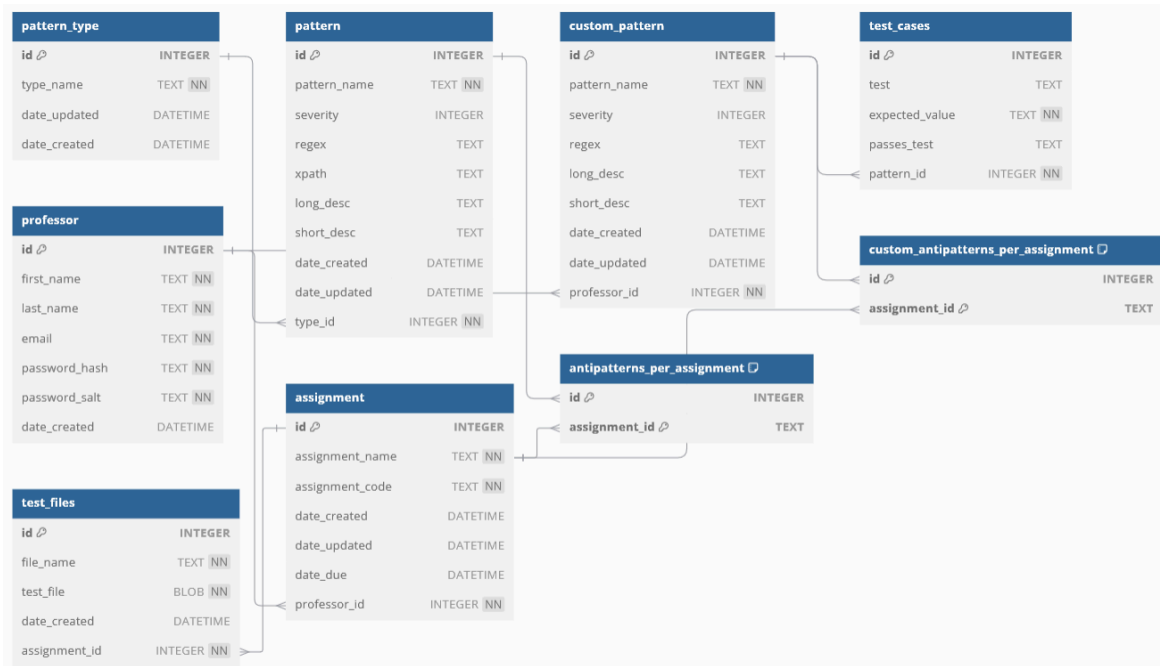 pattern_type
id INTEGER
type_name TEXT NN
date_updated DATETIME
date_created DATETIME
pattern
id INTEGER
pattern_name TEXT NN
severity INTEGER
regex TEXT
xpath TEXT
long_desc TEXT
short_desc TEXT
date_created DATETIME
date_updated DATETIME
type_id INTEGER NN
custom_pattern
id INTEGER
pattern_name TEXT NN
severity INTEGER
regex TEXT
long_desc TEXT
short_desc TEXT
date_created DATETIME
date_updated DATETIME
professor_id INTEGER NN
test_cases
id INTEGER
test TEXT
expected_value TEXT NN
passes_test TEXT
pattern_id INTEGER NN
professor
id INTEGER
first_name TEXT NN
last_name TEXT NN
email TEXT NN
password_hash TEXT NN
password_salt TEXT NN
date_created DATETIME
custom_antipatterns_per_assignment
id INTEGER
assignment_id TEXT
antipatterns_per_assignment
id INTEGER
assignment_id TEXT
assignment
id INTEGER
assignment_name TEXT NN
assignment_code TEXT NN
date_created DATETIME
date_updated DATETIME
date_due DATETIME
professor_id INTEGER NN
test_files
id INTEGER
file_name TEXT NN
test_file BLOB NN
date_created DATETIME
assignment_id INTEGER NN